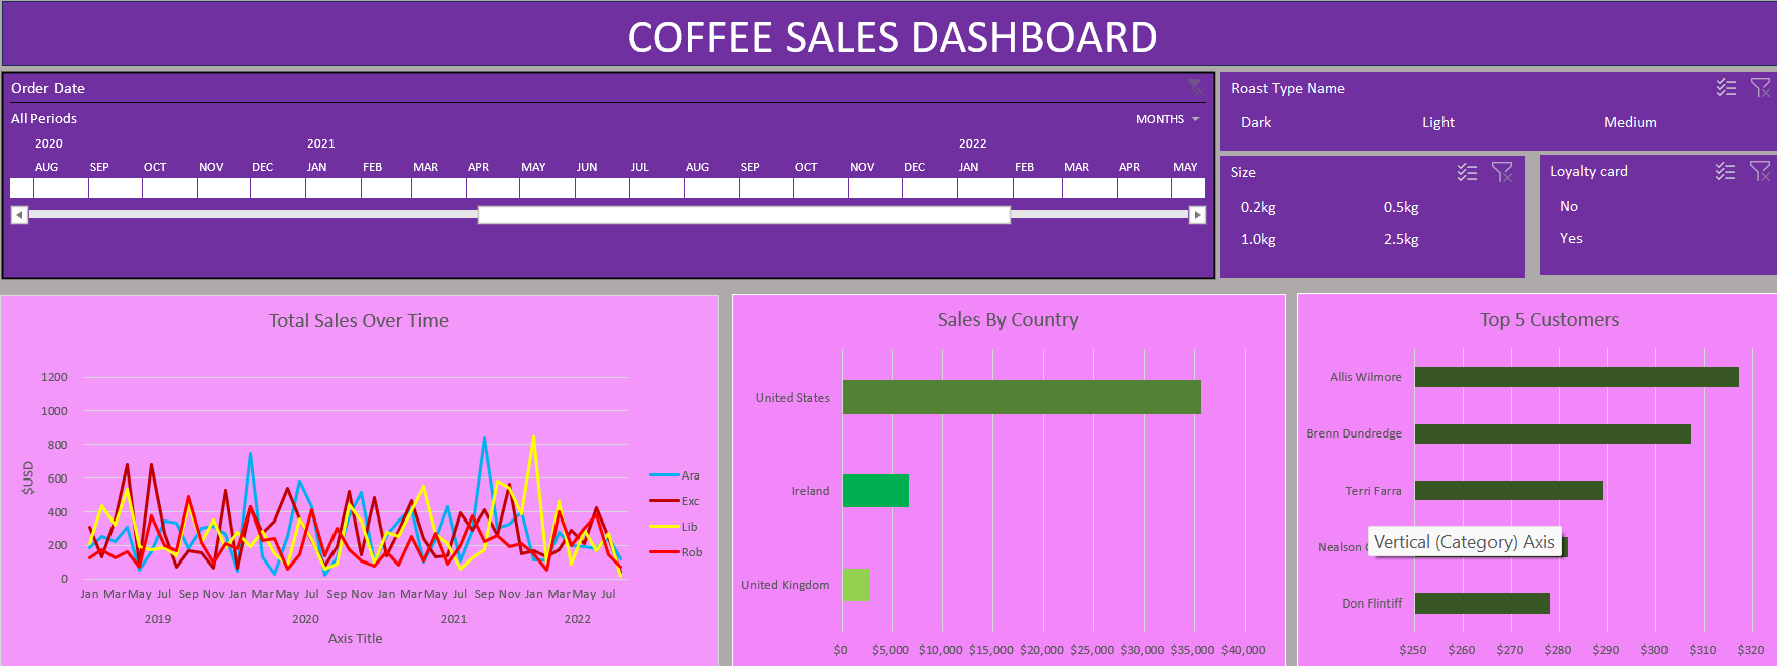 COFFEE SALES DASHBOARD
Order Date
All Periods
MONTHS
2020 2021 2022
AUG SEP OCT NOV DEC JAN FEB MAR APR MAY JUN JUL AUG SEP OCT NOV DEC JAN FEB MAR APR MAY
Roast Type Name
Dark Light Medium
Size
0.2kg 0.5kg
1.0kg 2.5kg
Loyalty card
No
Yes
Total Sales Over Time
1200
1000
800
600
400
200
0
$USD
Jan Mar May Jul Sep Nov Jan Mar May Jul Sep Nov Jan Mar May Jul Sep Nov Jan Mar May Jul
2019 2020 2021 2022
Axis Title
Ara
Exc
Lib
Rob
Sales By Country
United States
Ireland
United Kingdom
$0 $5,000 $10,000 $15,000 $20,000 $25,000 $30,000 $35,000 $40,000
Top 5 Customers
Allis Wilmore
Brenn Dundredge
Terri Farra
Nealson
Vertical (Category) Axis
Don Flintiff
$250 $260 $270 $280 $290 $300 $310 $320